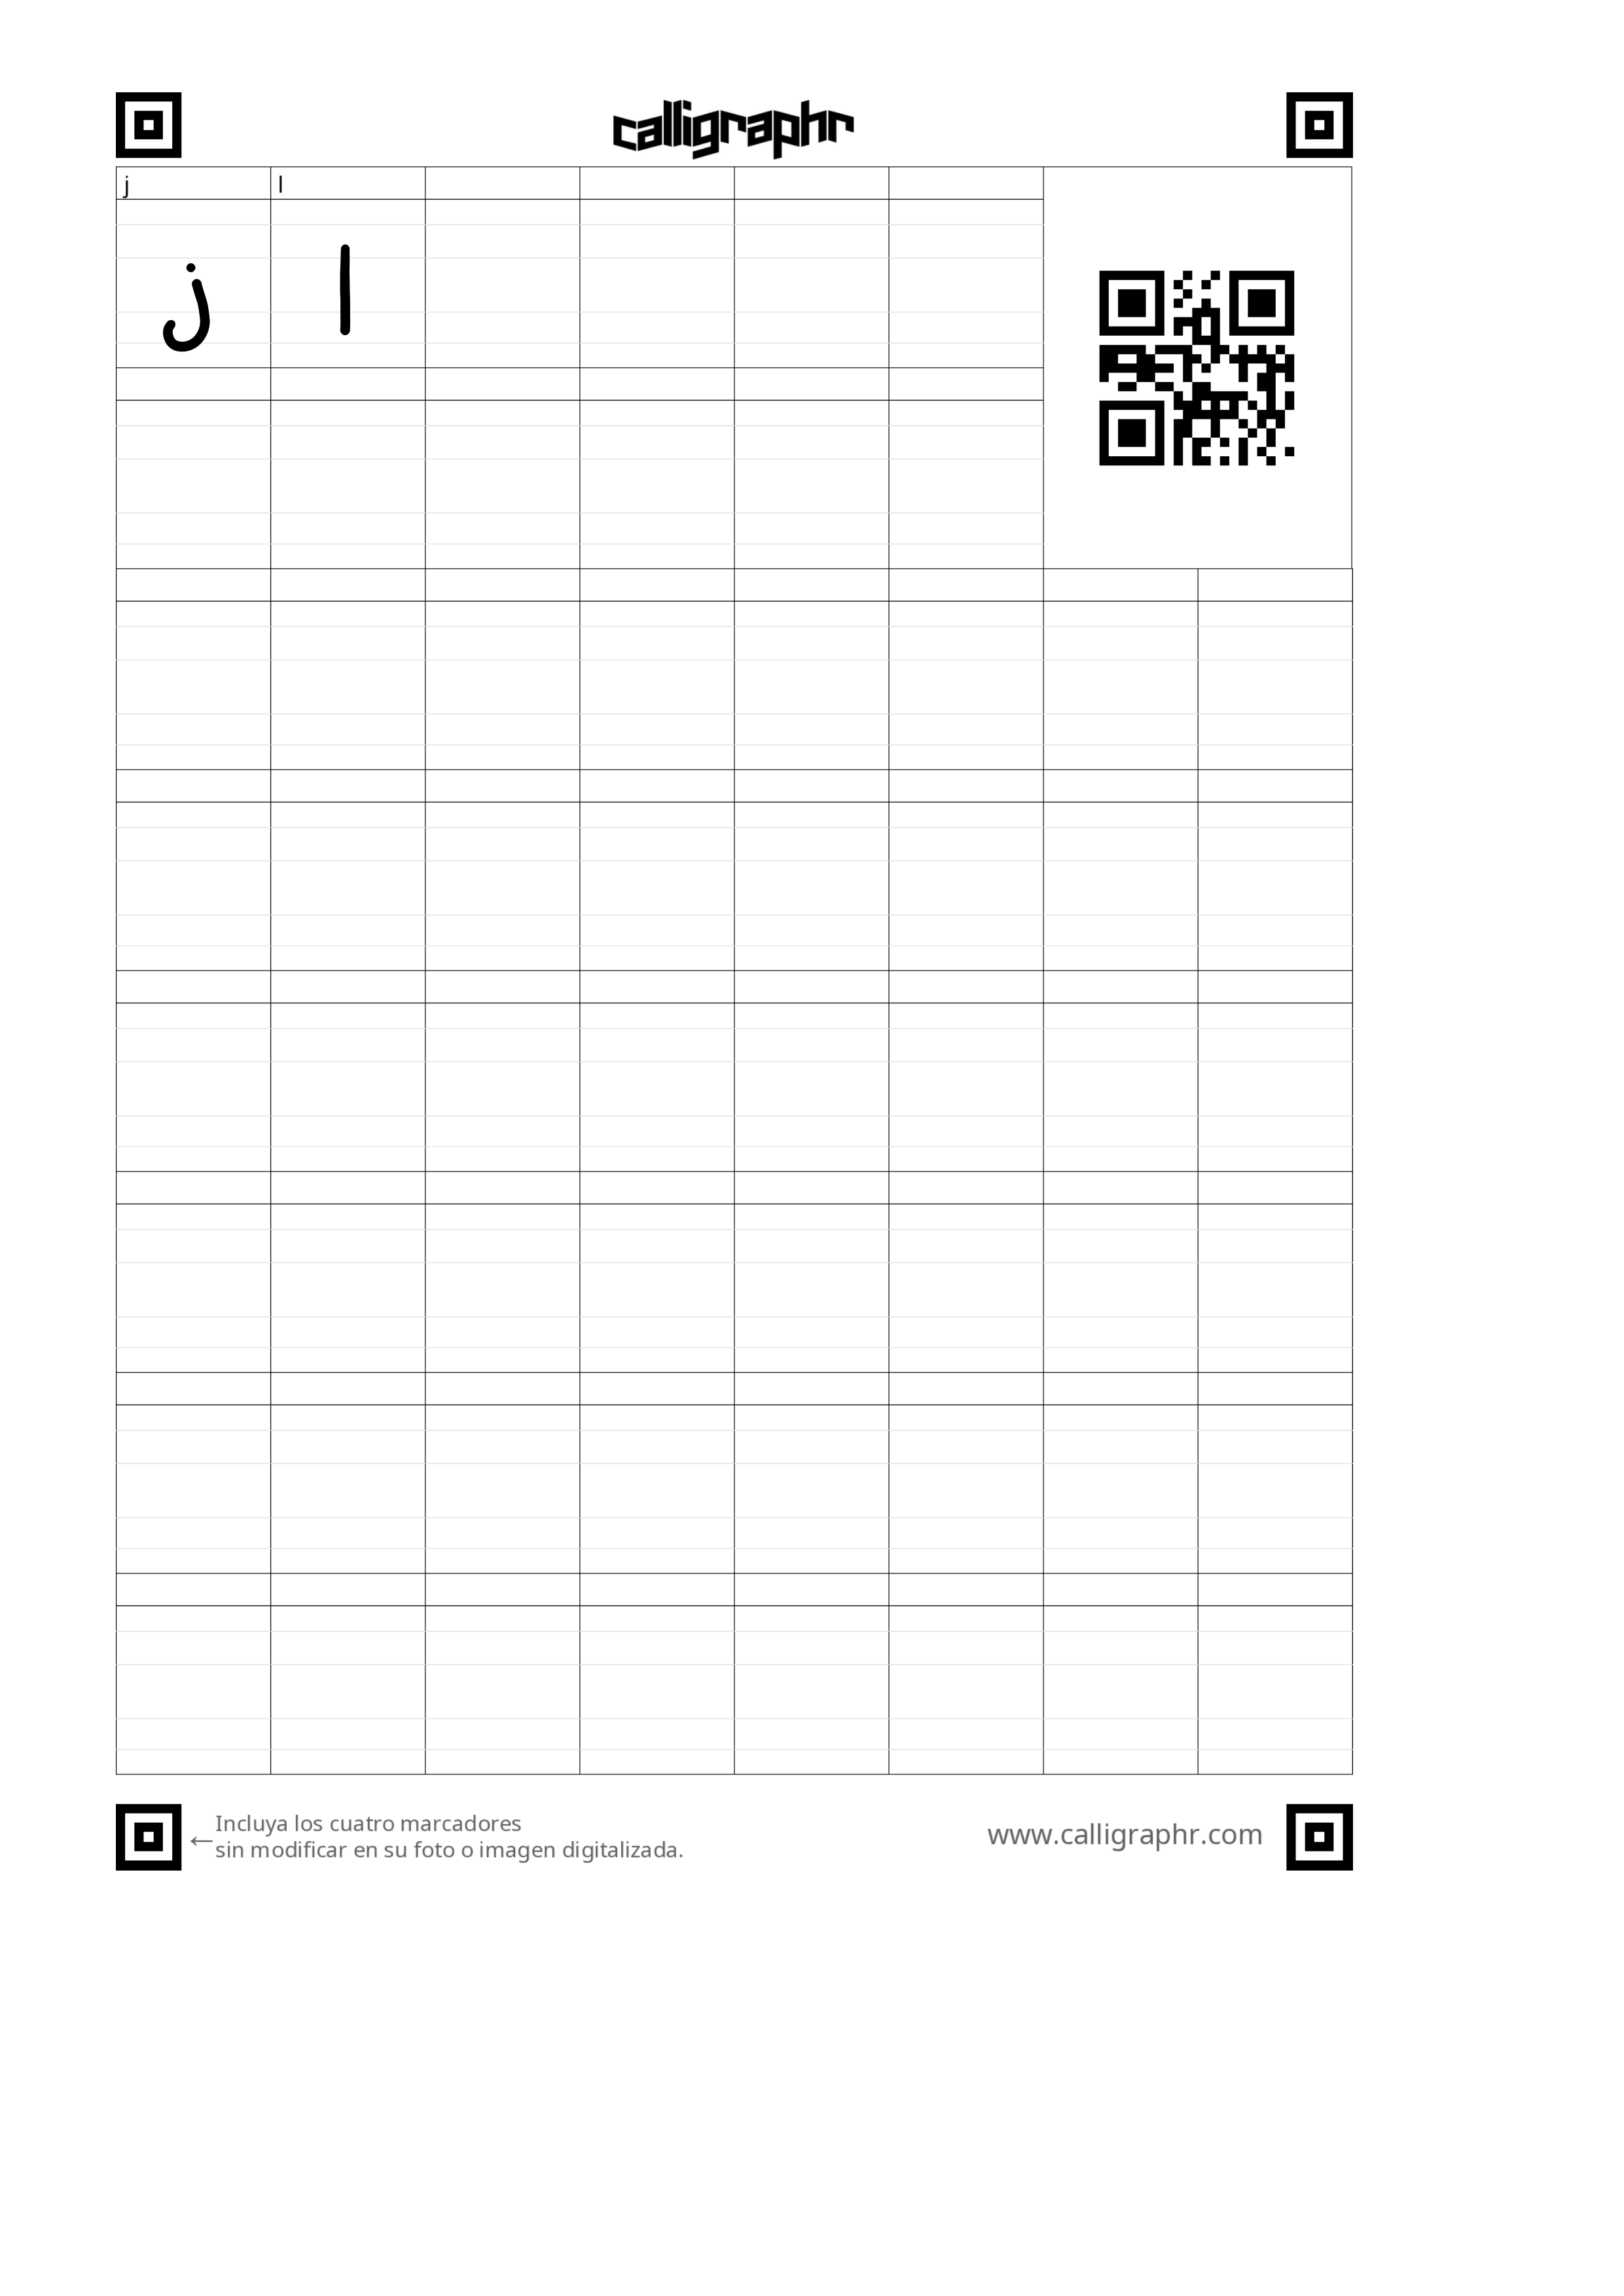 calligraphr
j l
j l
Incluya los cuatro marcadores
← sin modificar en su foto o imagen digitalizada.
www.calligraphr.com